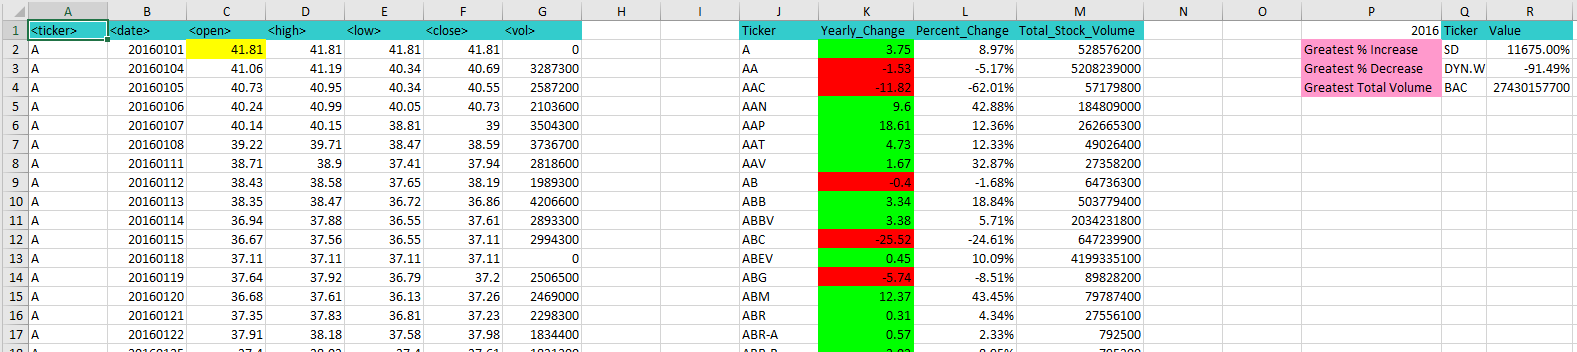 A B C D E F G H I J K L M N O P Q R
1 <ticker> <date> <open> <high> <low> <close> <vol> Ticker Yearly_Change Percent_Change Total_Stock_Volume 2016 Ticker Value
2 A 20160101 41.81 41.81 41.81 41.81 0 A 3.75 8.97% 528576200 Greatest % Increase SD 11675.00%
3 A 20160104 41.06 41.19 40.34 40.69 3287300 AA -1.53 -5.17% 5208239000 Greatest % Decrease DYN.W -91.49%
4 A 20160105 40.73 40.95 40.34 40.55 2587200 AAC -11.82 -62.01% 57179800 Greatest Total Volume BAC 27430157700
5 A 20160106 40.24 40.99 40.05 40.73 2103600 AAN 9.6 42.88% 184809000
6 A 20160107 40.14 40.15 38.81 39 3504300 AAP 18.61 12.36% 262665300
7 A 20160108 39.22 39.71 38.47 38.59 3736700 AAT 4.73 12.33% 49026400
8 A 20160111 38.71 38.9 37.41 37.94 2818600 AAV 1.67 32.87% 27358200
9 A 20160112 38.43 38.58 37.65 38.19 1989300 AB -0.4 -1.68% 64736300
10 A 20160113 38.35 38.47 36.72 36.86 4206600 ABB 3.34 18.84% 503779400
11 A 20160114 36.94 37.88 36.55 37.61 2893300 ABBV 3.38 5.71% 2034231800
12 A 20160115 36.67 37.56 36.55 37.11 2994300 ABC -25.52 -24.61% 647239900
13 A 20160118 37.11 37.11 37.11 37.11 0 ABEV 0.45 10.09% 4199335100
14 A 20160119 37.64 37.92 36.79 37.2 2506500 ABG -5.74 -8.51% 89828200
15 A 20160120 36.68 37.61 36.13 37.26 2469000 ABM 12.37 43.45% 79787400
16 A 20160121 37.35 37.83 36.81 37.23 2298300 ABR 0.31 4.34% 27556100
17 A 20160122 37.91 38.18 37.58 37.98 1834400 ABR-A 0.57 2.33% 792500